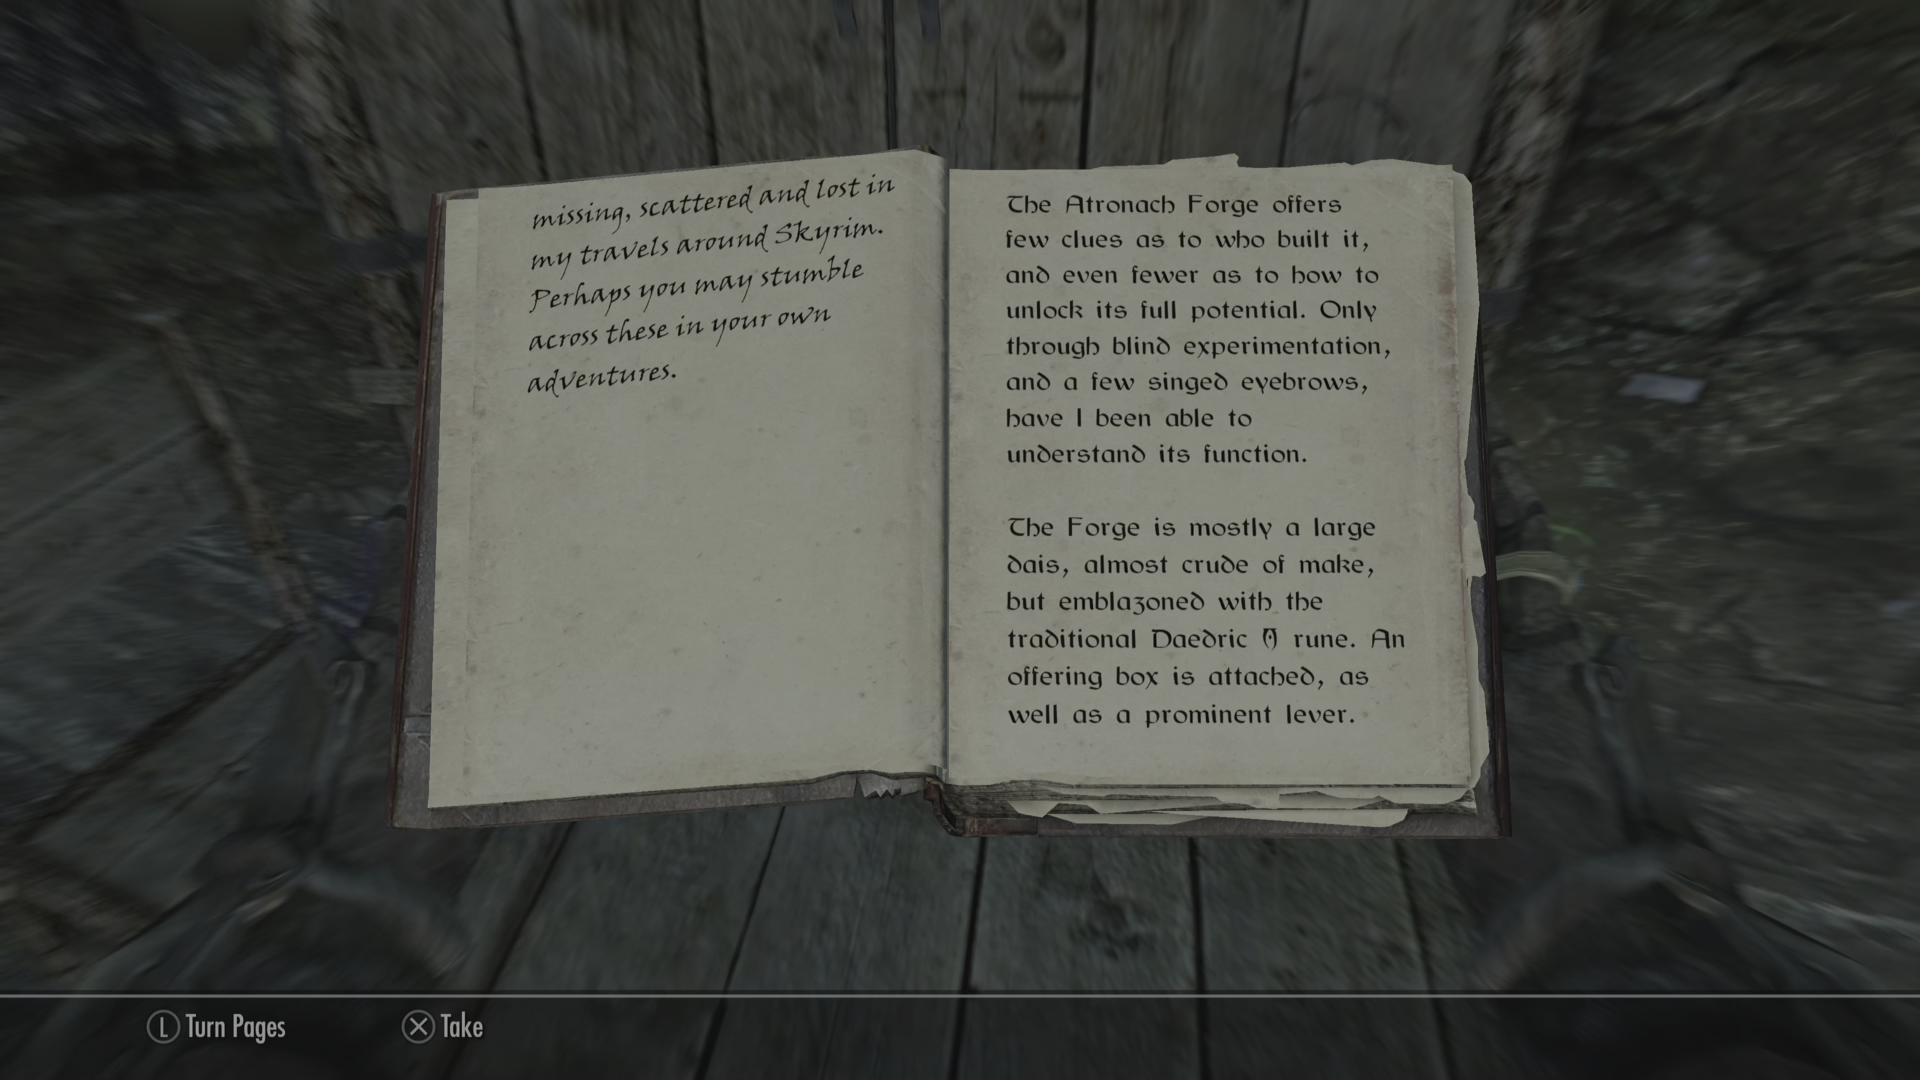 missing, scattered and lost in
my travels around Skyrim.
Perhaps you may stumble
across these in your own
adventures.
The Atronach Forge offers
few clues as to who built it,
and even fewer as to how to
unlock its full potential. Only
through blind experimentation,
and a few singed eyebrows,
have I been able to
understand its function.
The Forge is mostly a large
dais, almost crude of make,
but emblazoned with the
traditional Daedric rune. An
offering box is attached, as
well as a prominent lever.
L Turn Pages
X Take